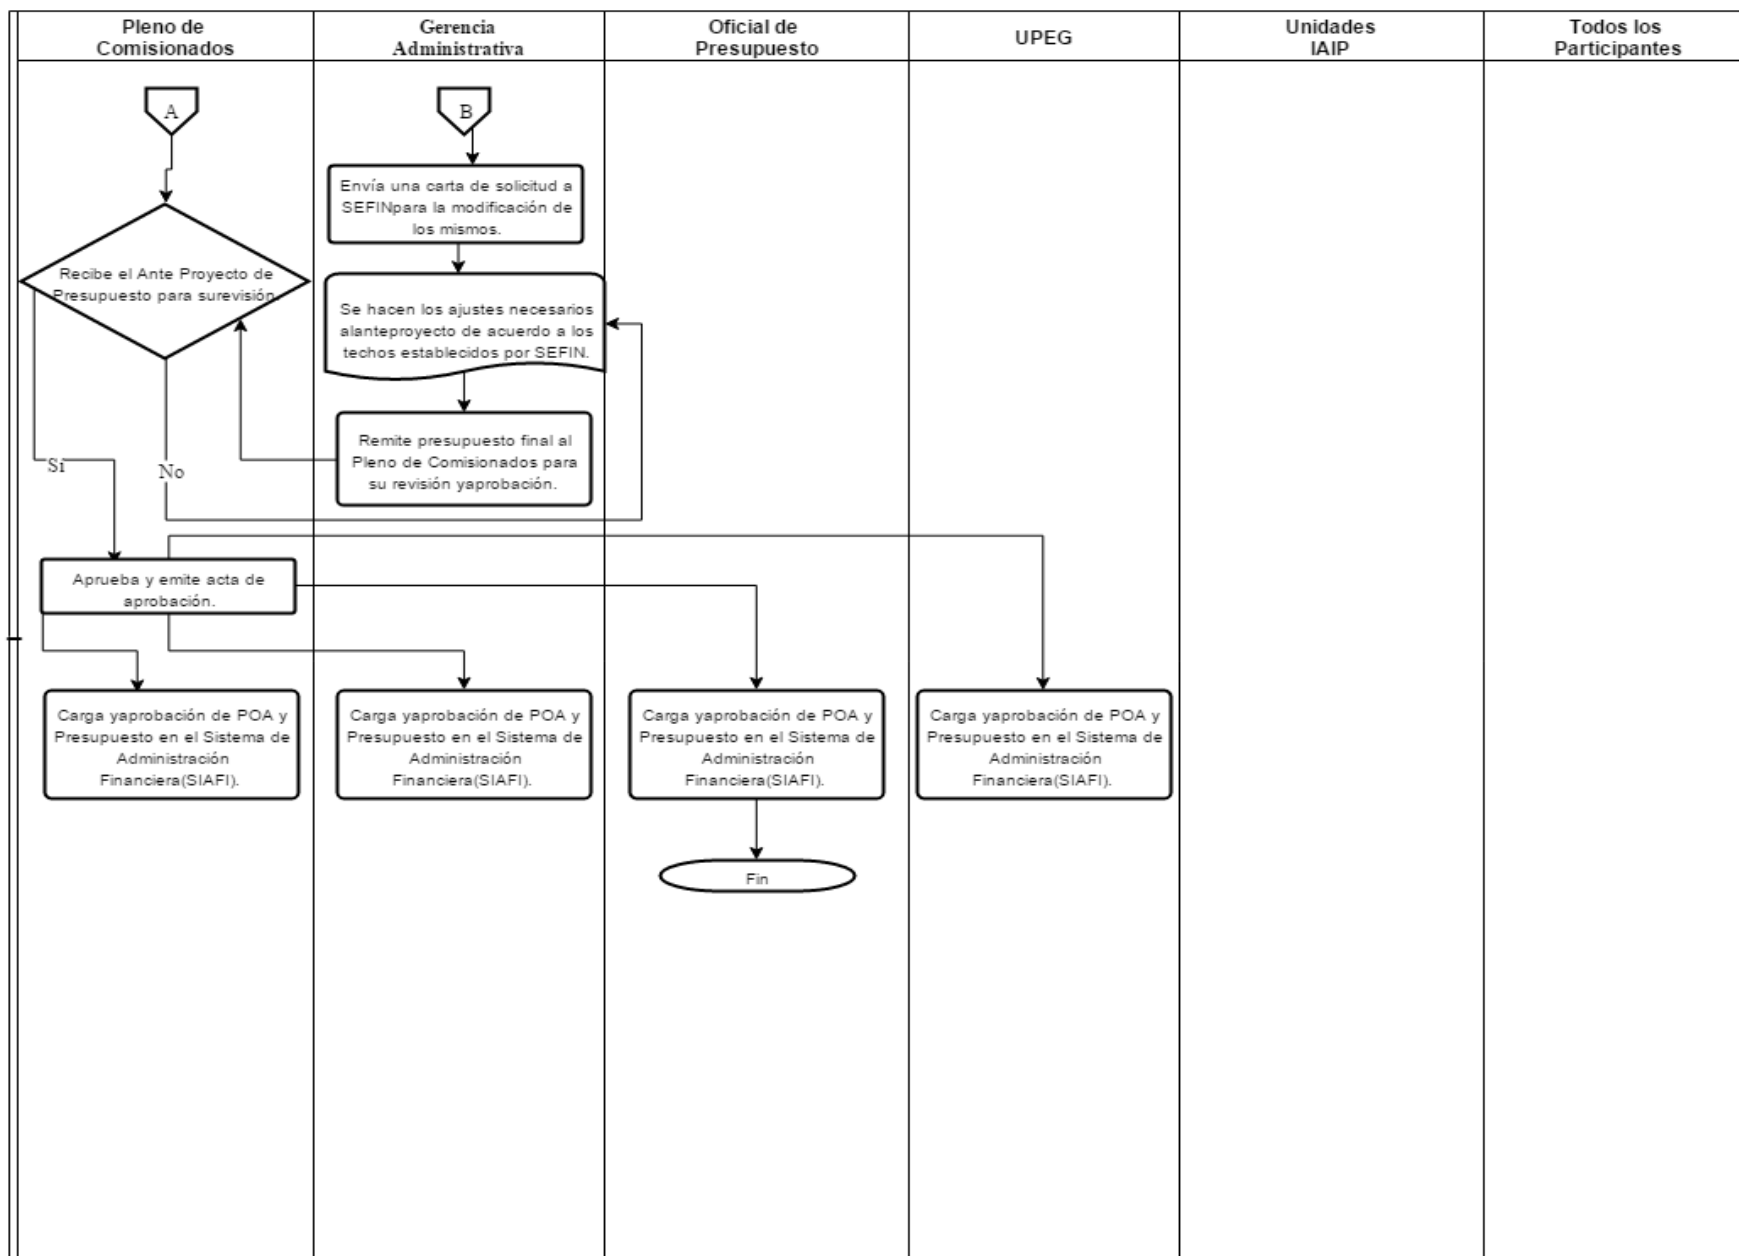 Pleno de
Comisionados
Gerencia
Administrativa
Oficial de
Presupuesto
UPEG
Unidades
IAIP
Todos los
Participantes
A
B
Envía una carta de solicitud a
SEFINpara la modificación de
los mismos.
Recibe el Ante Proyecto de
Presupuesto para surevisión.
Se hacen los ajustes necesarios
alanteproyecto de acuerdo a los
techos establecidos por SEFIN.
Remite presupuesto final al
Pleno de Comisionados para
su revisión yaprobación.
Si
No
Aprueba y emite acta de
aprobación.
Carga yaprobación de POA y
Presupuesto en el Sistema de
Administración
Financiera(SIAFI).
Carga yaprobación de POA y
Presupuesto en el Sistema de
Administración
Financiera(SIAFI).
Carga yaprobación de POA y
Presupuesto en el Sistema de
Administración
Financiera(SIAFI).
Carga yaprobación de POA y
Presupuesto en el Sistema de
Administración
Financiera(SIAFI).
Fin